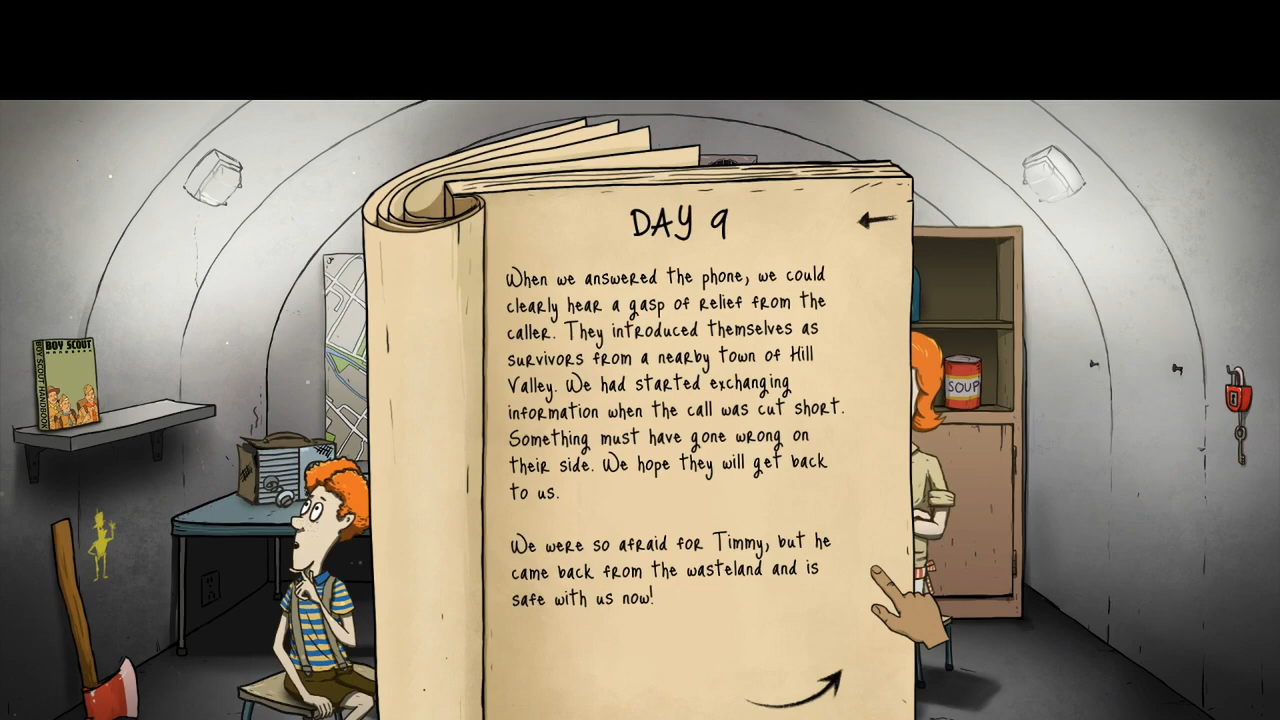 DAY 9
When we answered the phone, we could
clearly hear a gasp of relief from the
caller. They introduced themselves as
survivors from a nearby town of Hill
Valley. We had started exchanging
information when the call was cut short.
Something must have gone wrong on
their side. We hope they will get back
to us.
We were so afraid for Timmy, but he
came back from the wasteland and is
safe with us now!
BOY SCOUT
HANDBOOK
BOY SCOUT HANDBOOK
SOUP